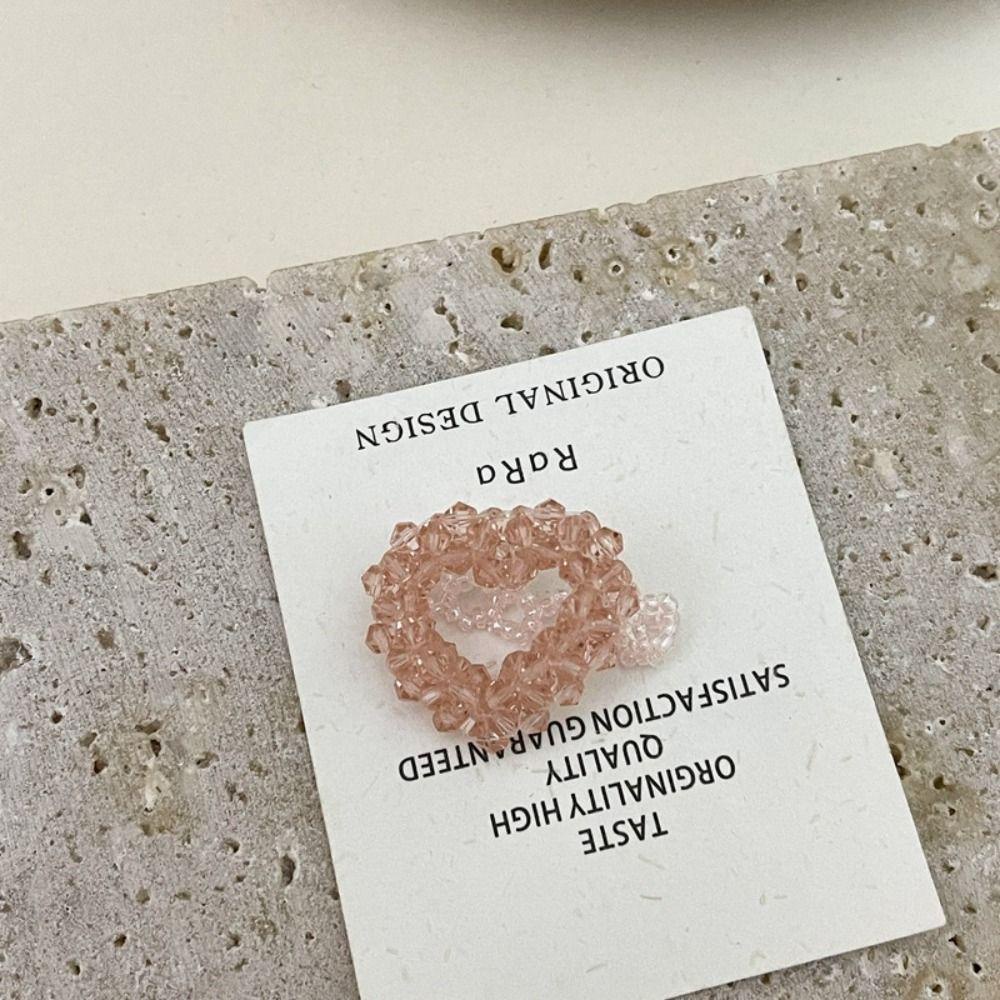 TASTE
ORGINALITY HIGH
QUALITY
SATISFACTION GUARANTEED
RaRa
ORIGINAL DESIGN